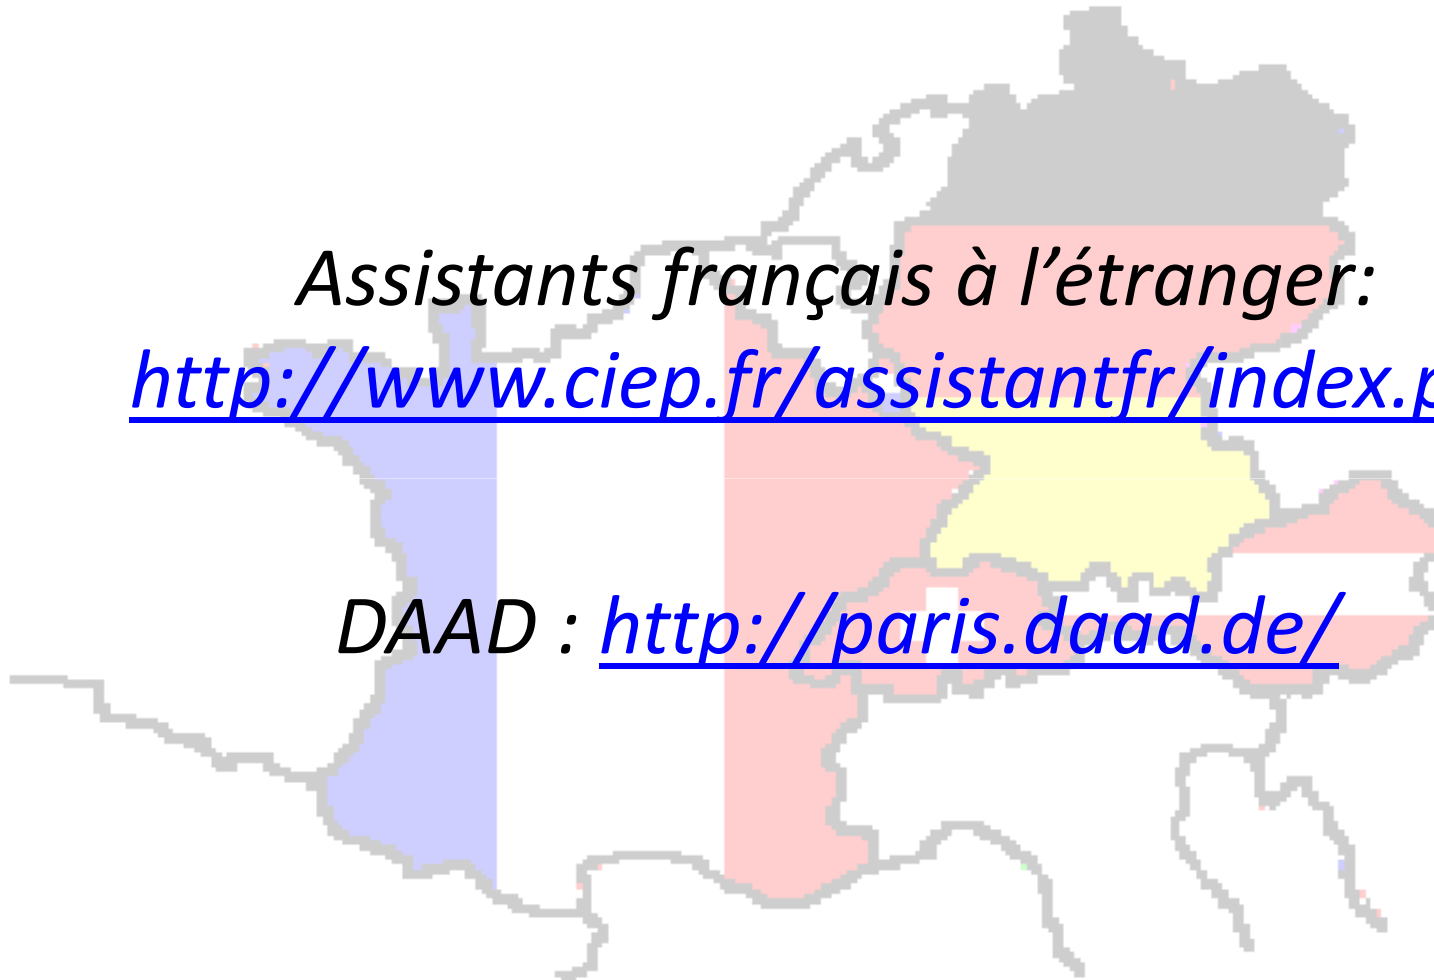 Assistants français à l’étranger:
http://www.ciep.fr/assistantfr/index.p
DAAD : http://paris.daad.de/